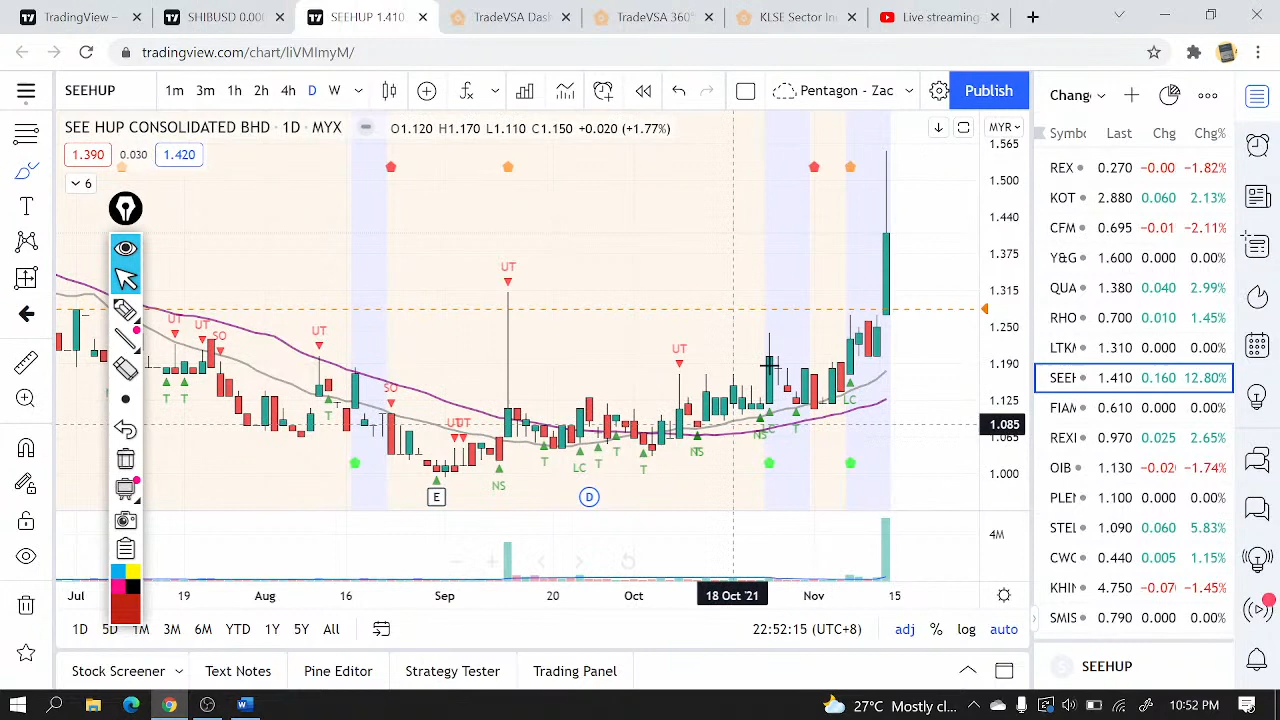 TradingView
SHIBUSD 0.00
SEEHUP 1.410
TradeVSA Das
TradeVSA 360°
KLSE Sector In
Live streaming
tradingview.com/chart/liVMImyM/
SEEHUP
1m 3m 1h 2h 4h D W
Pentagon - Zac
Publish
SEE HUP CONSOLIDATED BHD · 1D · MYX
O1.120 H1.170 L1.110 C1.150 +0.020 (+1.77%)
MYR
1.390 0.030 1.420
6
1.565
1.500
1.440
1.375
1.315
1.250
1.190
1.125
1.085
1.065
1.000
4M
UT
UT
UT
SO
UT
SO
UT
UT
T
T
T
NS
T
LC
T
T
T
NS
LC
T
LC
E
D
Jul 19 Aug 16 Sep 20 Oct 18 Oct '21 Nov 15
1D 5D 1M 3M 6M YTD 1Y 5Y All
22:52:15 (UTC+8) adj % log auto
Stock Screener Text Notes Pine Editor Strategy Tester Trading Panel
Chang
Symbc Last Chg Chg%
REX 0.270 −0.00 −1.82%
KOT 2.880 0.060 2.13%
CFM 0.695 −0.01 −2.11%
Y&G 1.600 0.000 0.00%
QUA 1.380 0.040 2.99%
RHO 0.700 0.010 1.45%
LTKM 1.310 0.000 0.00%
SEEH 1.410 0.160 12.80%
FIAM 0.610 0.000 0.00%
REXI 0.970 0.025 2.65%
OIB 1.130 −0.02 −1.74%
PLEN 1.100 0.000 0.00%
STEL 1.090 0.060 5.83%
CWC 0.440 0.005 1.15%
KHIN 4.750 −0.07 −1.45%
SMIS 0.790 0.000 0.00%
SEEHUP
27°C Mostly cl...
ENG
10:52 PM